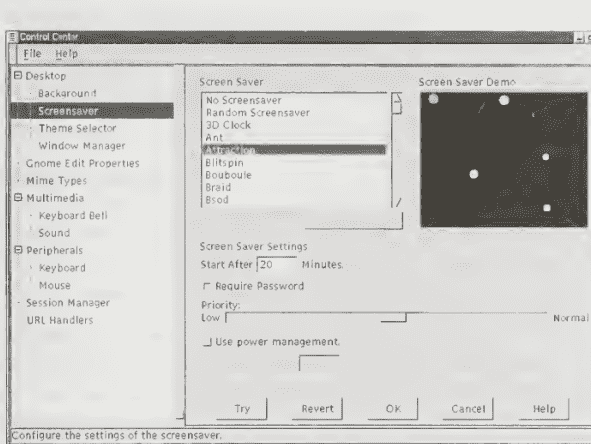 Control Center
File Help
Desktop
Background
Screensaver
Theme Selector
Window Manager
Gnome Edit Properties
Mime Types
Multimedia
Keyboard Bell
Sound
Peripherals
Keyboard
Mouse
Session Manager
URL Handlers
Screen Saver
No Screensaver
Random Screensaver
3D Clock
Ant
Attraction
Blitspin
Bouboule
Braid
Bsod
Screen Saver Demo
Screen Saver Settings
Start After 20 Minutes.
Require Password
Priority:
Low Normal
Use power management.
Try Revert OK Cancel Help
Configure the settings of the screensaver.